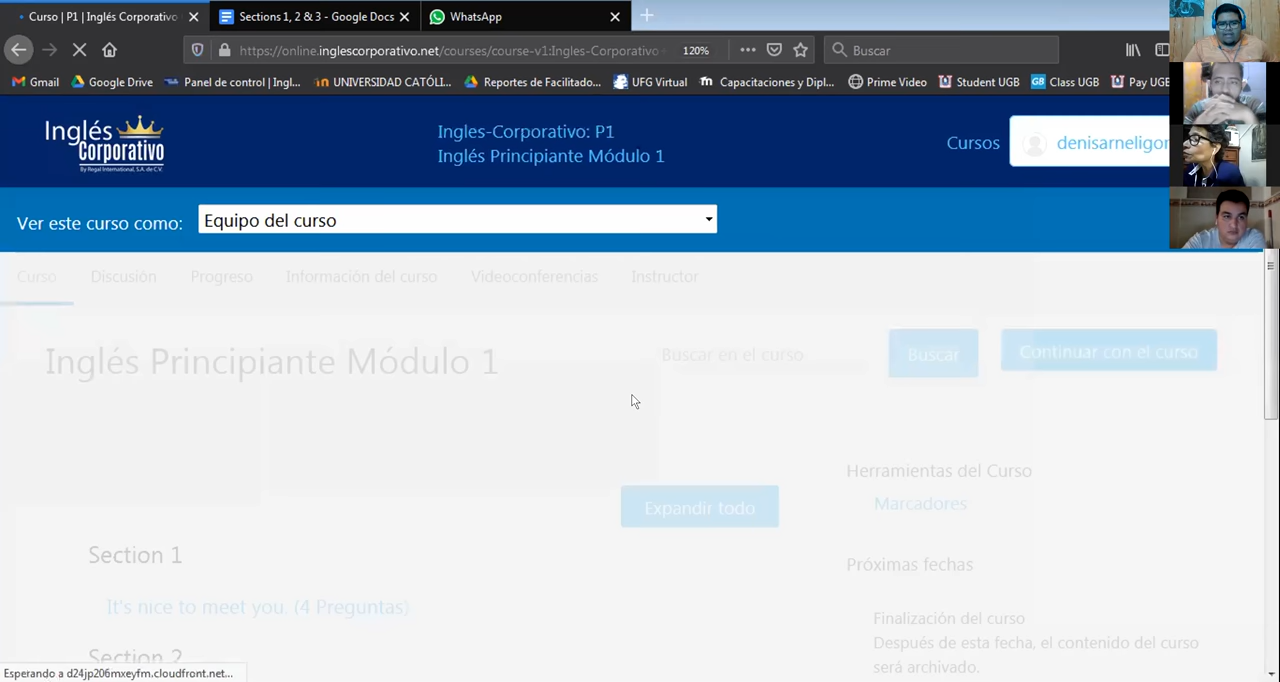 Curso | P1 | Inglés Corporativo
Sections 1, 2 & 3 - Google Docs
WhatsApp
https://online.inglescorporativo.net/courses/course-v1:Ingles-Corporativo
120%
Buscar
Gmail
Google Drive
Panel de control | Ingl...
UNIVERSIDAD CATÓLI...
Reportes de Facilitado...
UFG Virtual
Capacitaciones y Dipl...
Prime Video
Student UGB
Class UGB
Pay UGB
Inglés
Corporativo
By Regal International, S.A. de C.V.
Ingles-Corporativo: P1
Inglés Principiante Módulo 1
Cursos
denisarneligor
Ver este curso como:
Equipo del curso
Curso
Discusión
Progreso
Información del curso
Videoconferencias
Instructor
Inglés Principiante Módulo 1
Buscar en el curso
Buscar
Continuar con el curso
Herramientas del Curso
Marcadores
Expandir todo
Section 1
It's nice to meet you. (4 Preguntas)
Section 2
Próximas fechas
Finalización del curso
Después de esta fecha, el contenido del curso
será archivado.
Esperando a d24jp206mxeyfm.cloudfront.net...